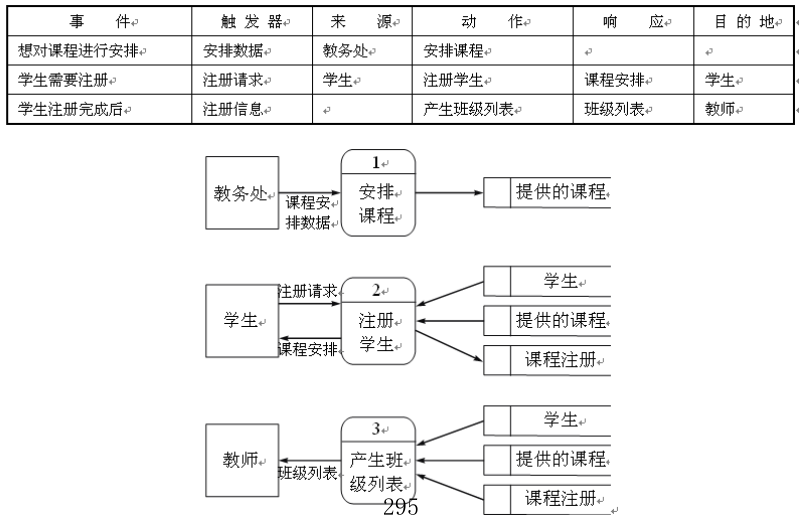 事 件 触 发 器 来 源 动 作 响 应 目 的 地
想对课程进行安排 安排数据 教务处 安排课程
学生需要注册 注册请求 学生 注册学生 课程安排 学生
学生注册完成后 注册信息 产生班级列表 班级列表 教师
教务处
课程安
排数据
1
安排
课程
提供的课程
学生
注册请求
课程安排
2
注册
学生
学生
提供的课程
课程注册
教师
班级列表
3
产生班
级列表
学生
提供的课程
课程注册
295